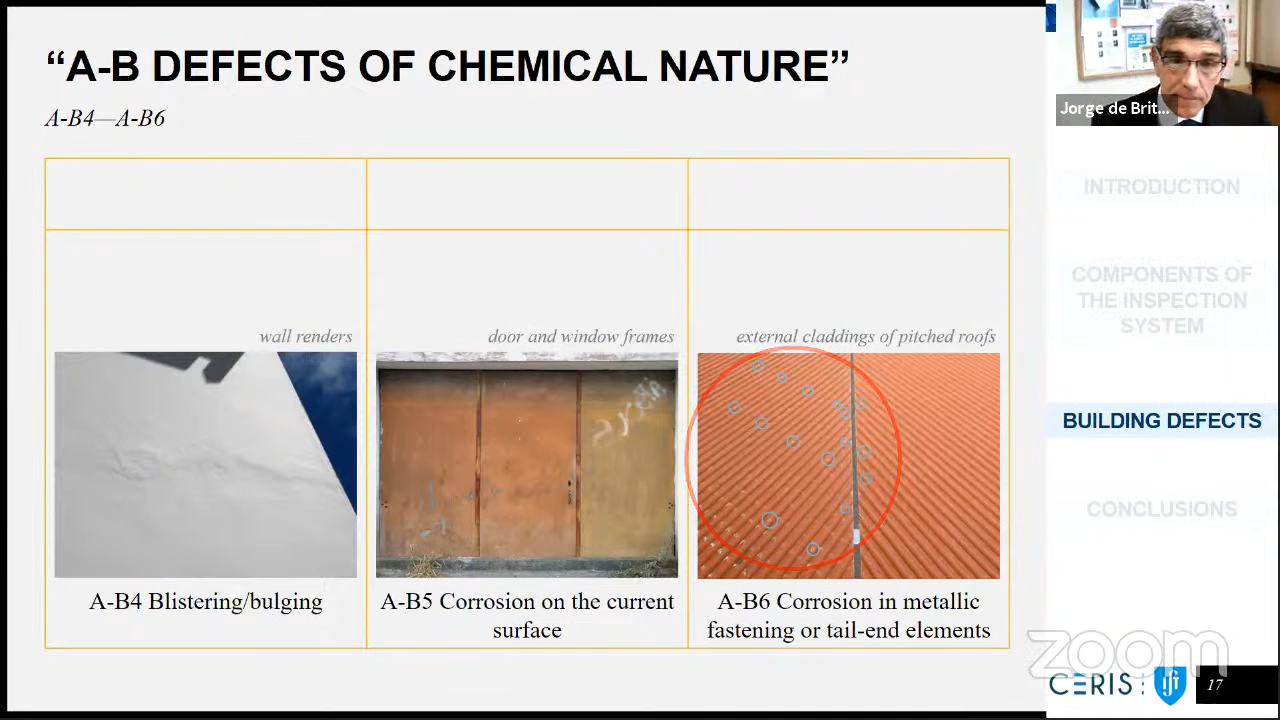 “A-B DEFECTS OF CHEMICAL NATURE”
A-B4—A-B6
wall renders
door and window frames
external claddings of pitched roofs
A-B4 Blistering/bulging
A-B5 Corrosion on the current
surface
A-B6 Corrosion in metallic
fastening or tail-end elements
Jorge de Brit...
INTRODUCTION
COMPONENTS OF
THE INSPECTION
SYSTEM
BUILDING DEFECTS
CONCLUSIONS
zoom
CERIS
17